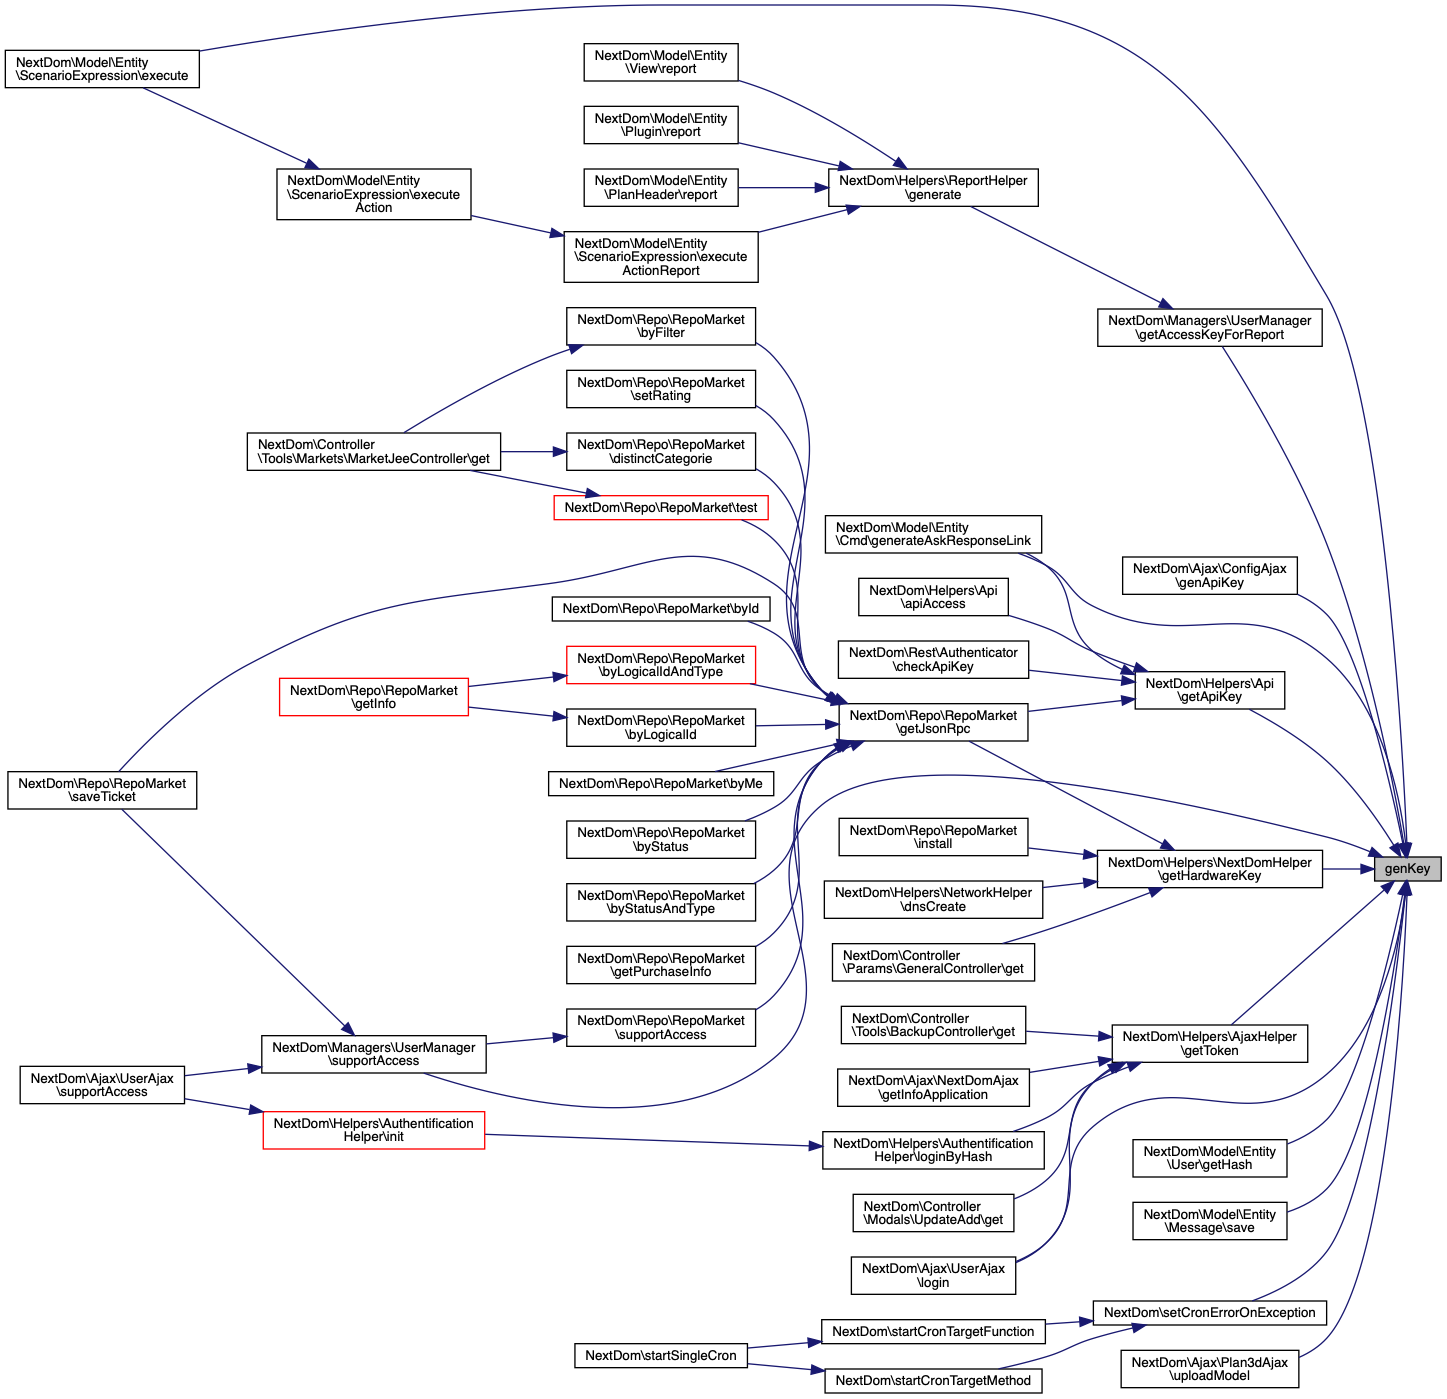 NextDom\Model\Entity
\ScenarioExpression\execute
NextDom\Model\Entity
\View\report
NextDom\Model\Entity
\Plugin\report
NextDom\Model\Entity
\PlanHeader\report
NextDom\Helpers\ReportHelper
\generate
NextDom\Model\Entity
\ScenarioExpression\execute
Action
NextDom\Model\Entity
\ScenarioExpression\execute
ActionReport
NextDom\Managers\UserManager
\getAccessKeyForReport
NextDom\Repo\RepoMarket
\byFilter
NextDom\Repo\RepoMarket
\setRating
NextDom\Controller
\Tools\Markets\MarketJeeController\get
NextDom\Repo\RepoMarket
\distinctCategorie
NextDom\Repo\RepoMarket\test
NextDom\Model\Entity
\Cmd\generateAskResponseLink
NextDom\Ajax\ConfigAjax
\genApiKey
NextDom\Helpers\Api
\apiAccess
NextDom\Repo\RepoMarket\byId
NextDom\Rest\Authenticator
\checkApiKey
NextDom\Repo\RepoMarket
\byLogicalIdAndType
NextDom\Helpers\Api
\getApiKey
NextDom\Repo\RepoMarket
\getInfo
NextDom\Repo\RepoMarket
\byLogicalId
NextDom\Repo\RepoMarket
\getJsonRpc
NextDom\Repo\RepoMarket
\saveTicket
NextDom\Repo\RepoMarket\byMe
NextDom\Repo\RepoMarket
\byStatus
NextDom\Repo\RepoMarket
\install
NextDom\Helpers\NextDomHelper
\getHardwareKey
genKey
NextDom\Repo\RepoMarket
\byStatusAndType
NextDom\Helpers\NetworkHelper
\dnsCreate
NextDom\Repo\RepoMarket
\getPurchaseInfo
NextDom\Controller
\Params\GeneralController\get
NextDom\Repo\RepoMarket
\supportAccess
NextDom\Controller
\Tools\BackupController\get
NextDom\Helpers\AjaxHelper
\getToken
NextDom\Managers\UserManager
\supportAccess
NextDom\Ajax\UserAjax
\supportAccess
NextDom\Ajax\NextDomAjax
\getInfoApplication
NextDom\Helpers\Authentification
Helper\init
NextDom\Helpers\Authentification
Helper\loginByHash
NextDom\Model\Entity
\User\getHash
NextDom\Controller
\Modals\UpdateAdd\get
NextDom\Model\Entity
\Message\save
NextDom\Ajax\UserAjax
\login
NextDom\setCronErrorOnException
NextDom\startCronTargetFunction
NextDom\startSingleCron
NextDom\startCronTargetMethod
NextDom\Ajax\Plan3dAjax
\uploadModel